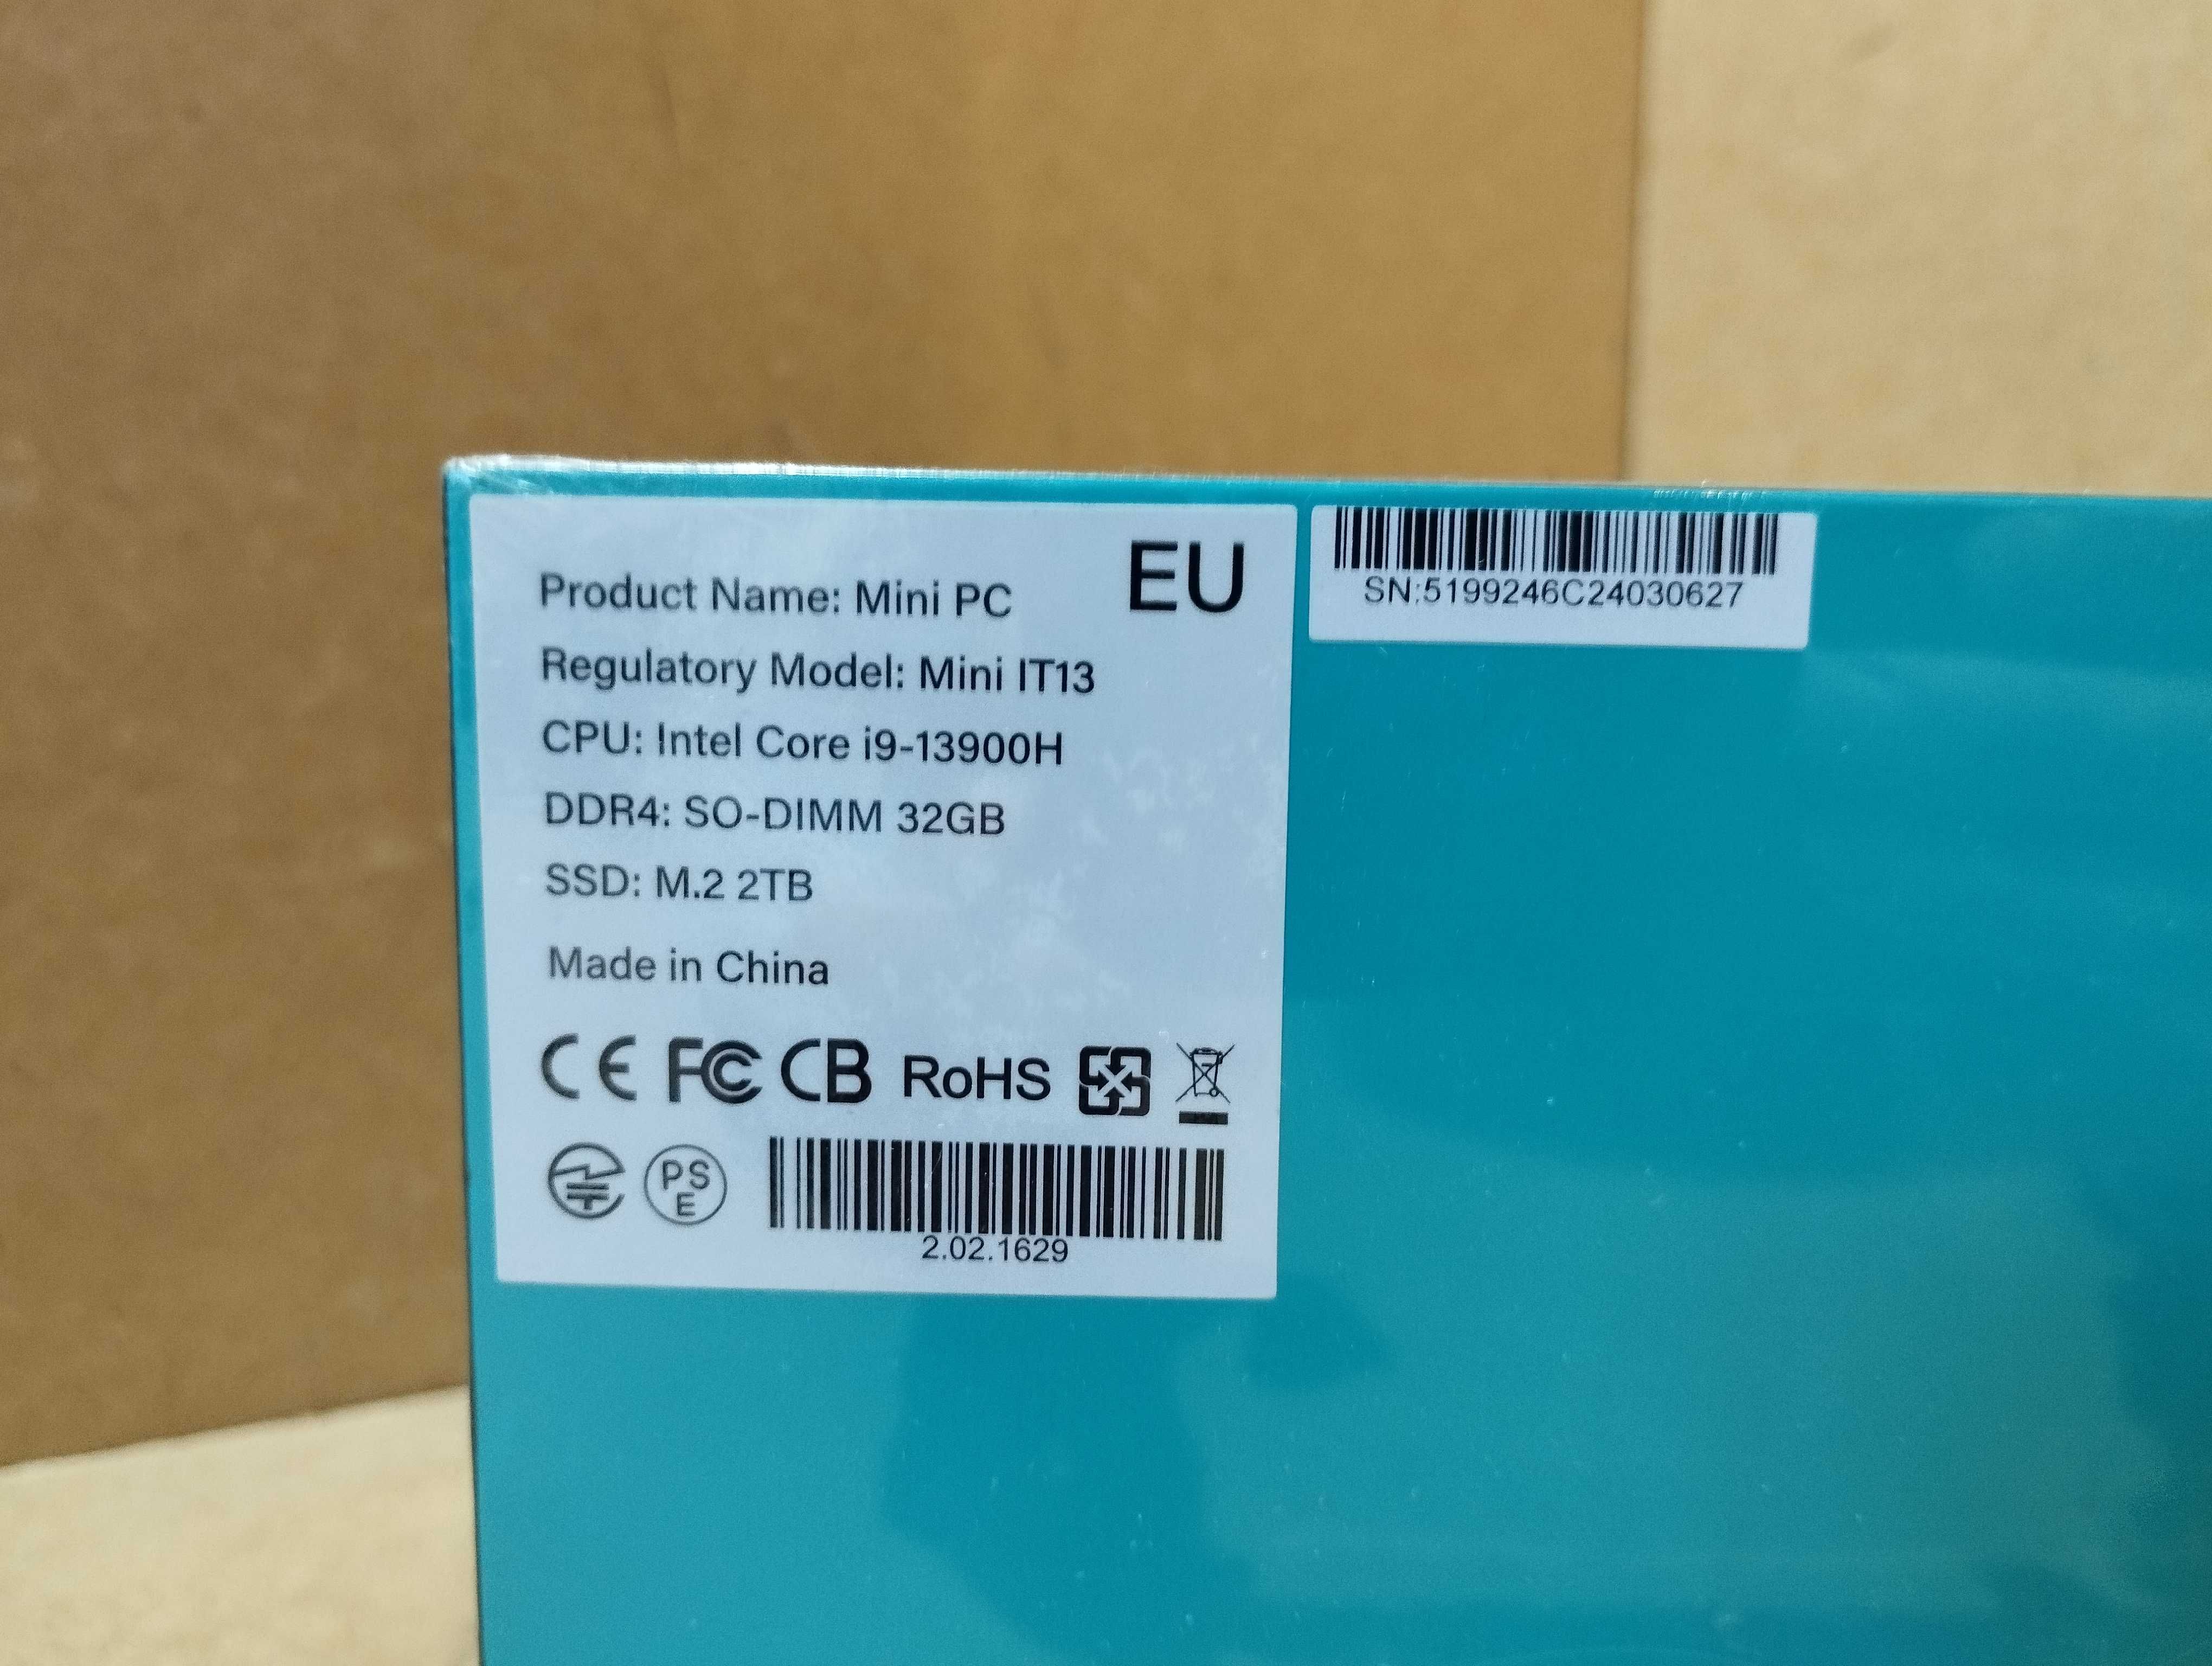 EU
Product Name: Mini PC
Regulatory Model: Mini IT13
CPU: Intel Core i9-13900H
DDR4: SO-DIMM 32GB
SSD: M.2 2TB
Made in China
CE FC CB RoHS
PS
E
2.02.1629
SN:5199246C24030627